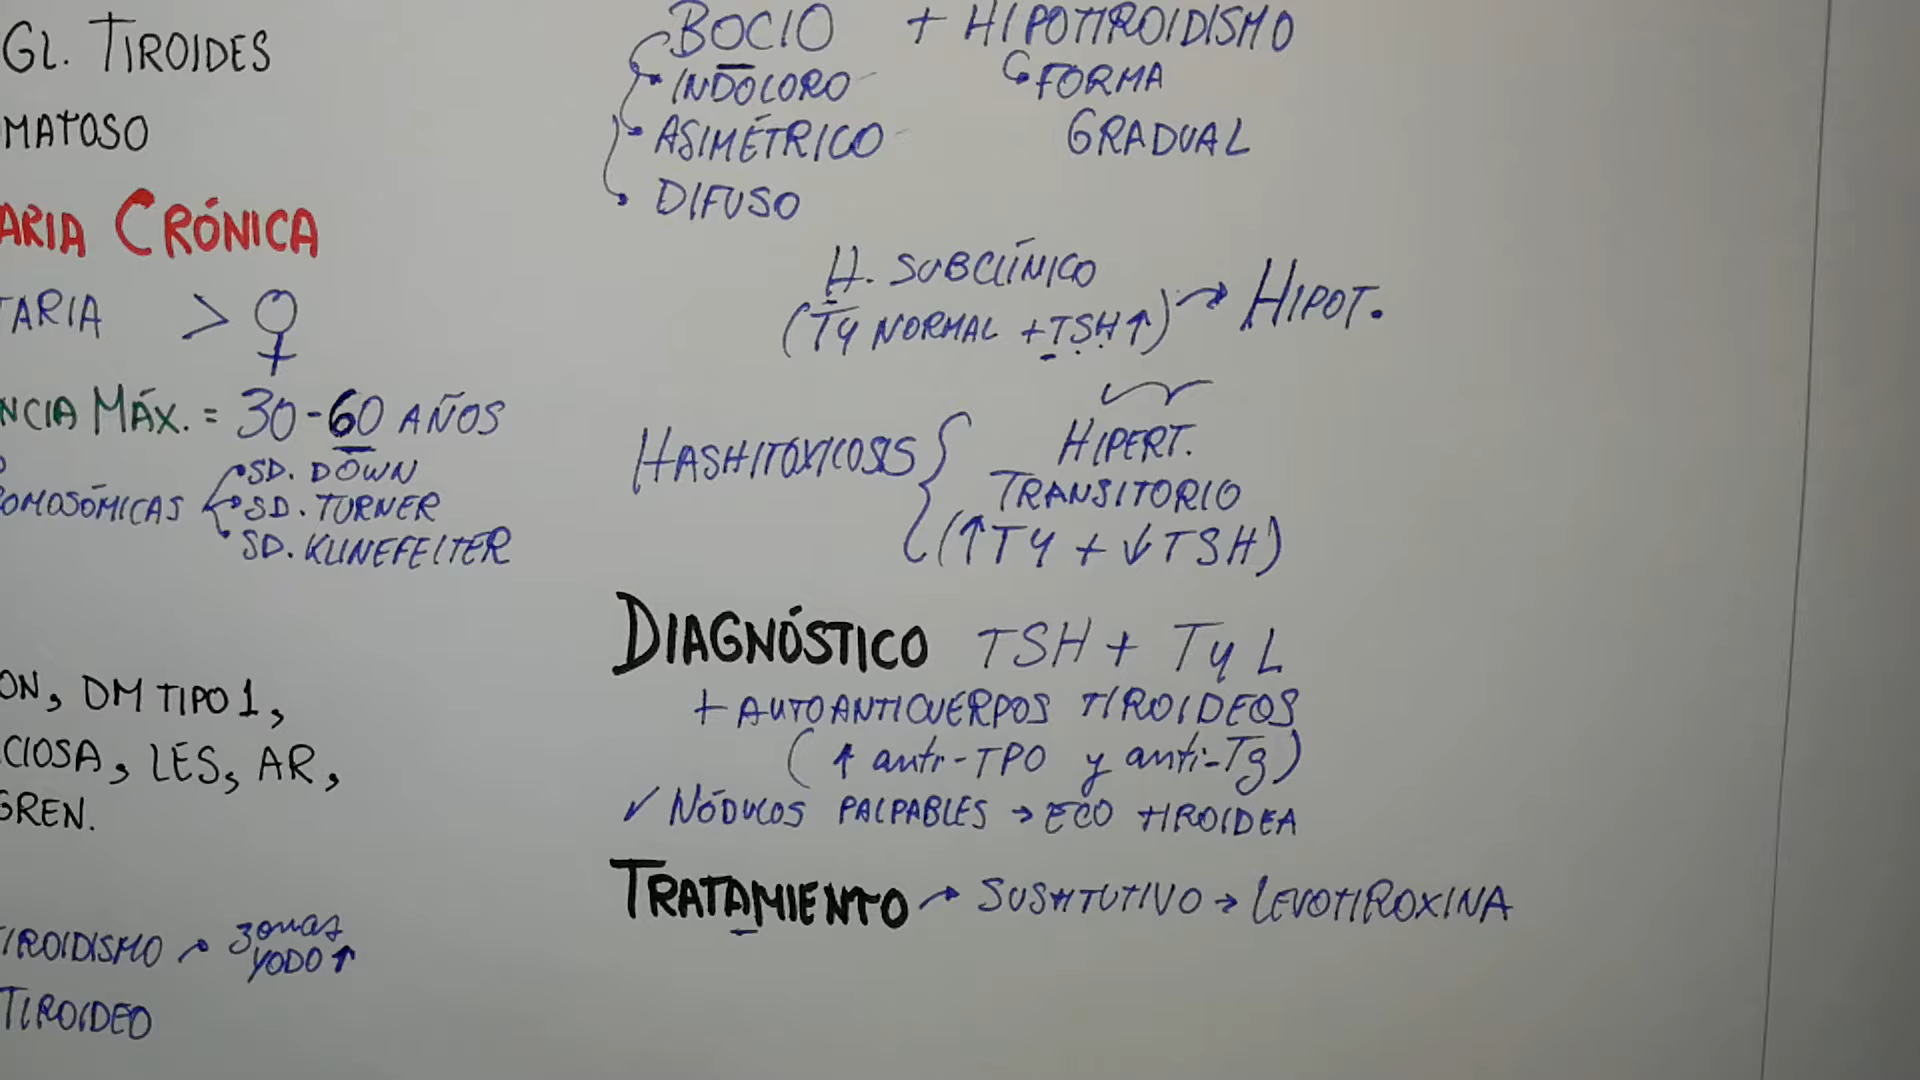 GL. TIROIDES
MATOSO
ARIA CRÓNICA
TARIA > ♀
NCIA MÁX. = 30-60 AÑOS
OMOSÓMICAS
SD. DOWN
SD. TURNER
SD. KLINEFELTER
ON, DM TIPO 1,
CIOSA, LES, AR,
GREN.
TIROIDISMO → zonas
YODO ↑
TIROIDEO
BOCIO + HIPOTIROIDISMO
INDOLORO
FORMA
ASIMÉTRICO
GRADUAL
DIFUSO
H. SUBCLÍNICO
(T4 NORMAL + TSH↑) → HIPOT.
HASHITOXICOSIS {
HIPERT.
TRANSITORIO
(↑T4 + ↓TSH)
DIAGNÓSTICO TSH + T4 L
+ AUTOANTICUERPOS TIROIDEOS
(↑ anti-TPO y anti-Tg)
✓ NÓDULOS PALPABLES → ECO TIROIDEA
TRATAMIENTO → SUSTITUTIVO → LEVOTIROXINA